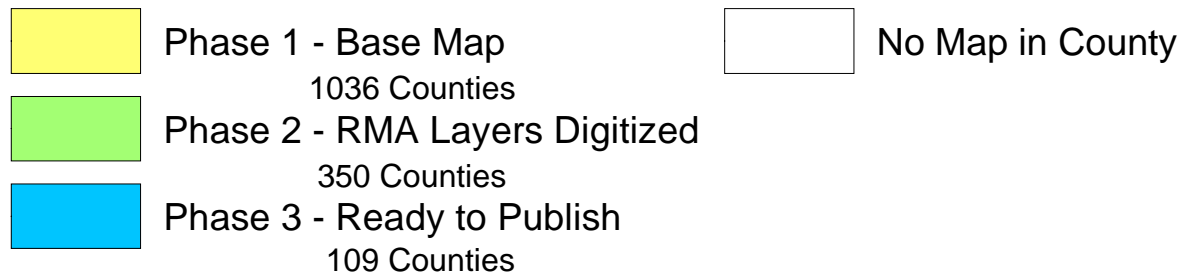 Phase 1 - Base Map
1036 Counties
Phase 2 - RMA Layers Digitized
350 Counties
Phase 3 - Ready to Publish
109 Counties
No Map in County